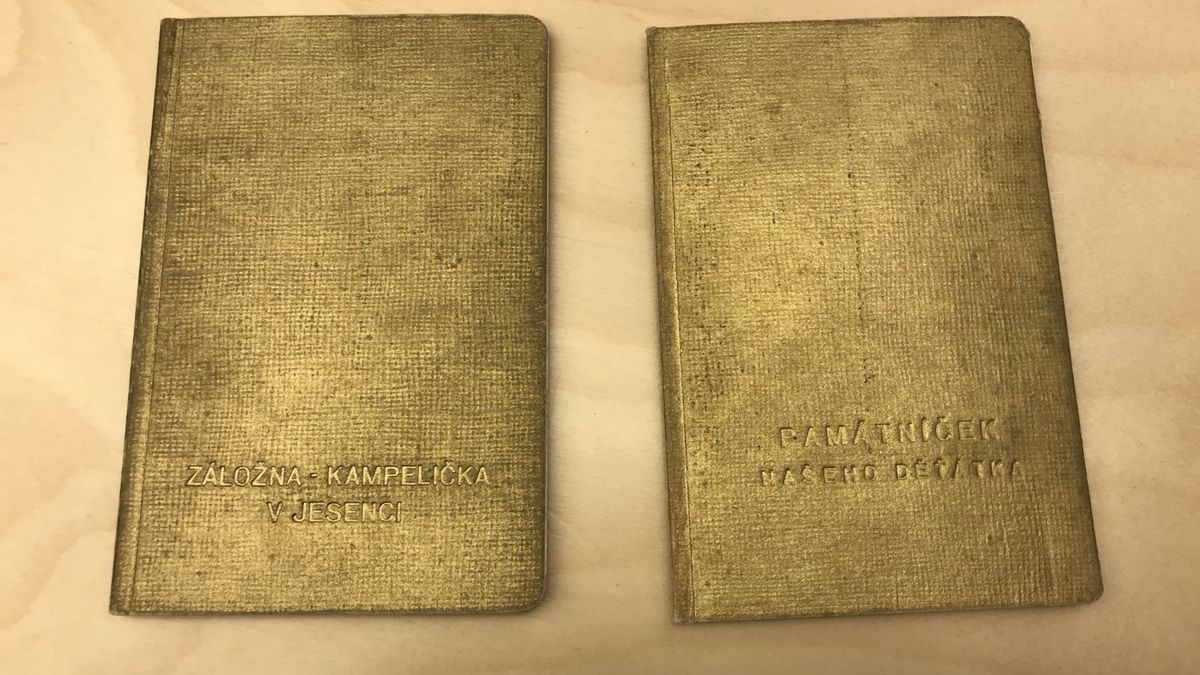 ZÁLOŽNA - KAMPELIČKA
V JESENCI
PAMÁTNÍČEK
NAŠEHO DĚŤÁTKA